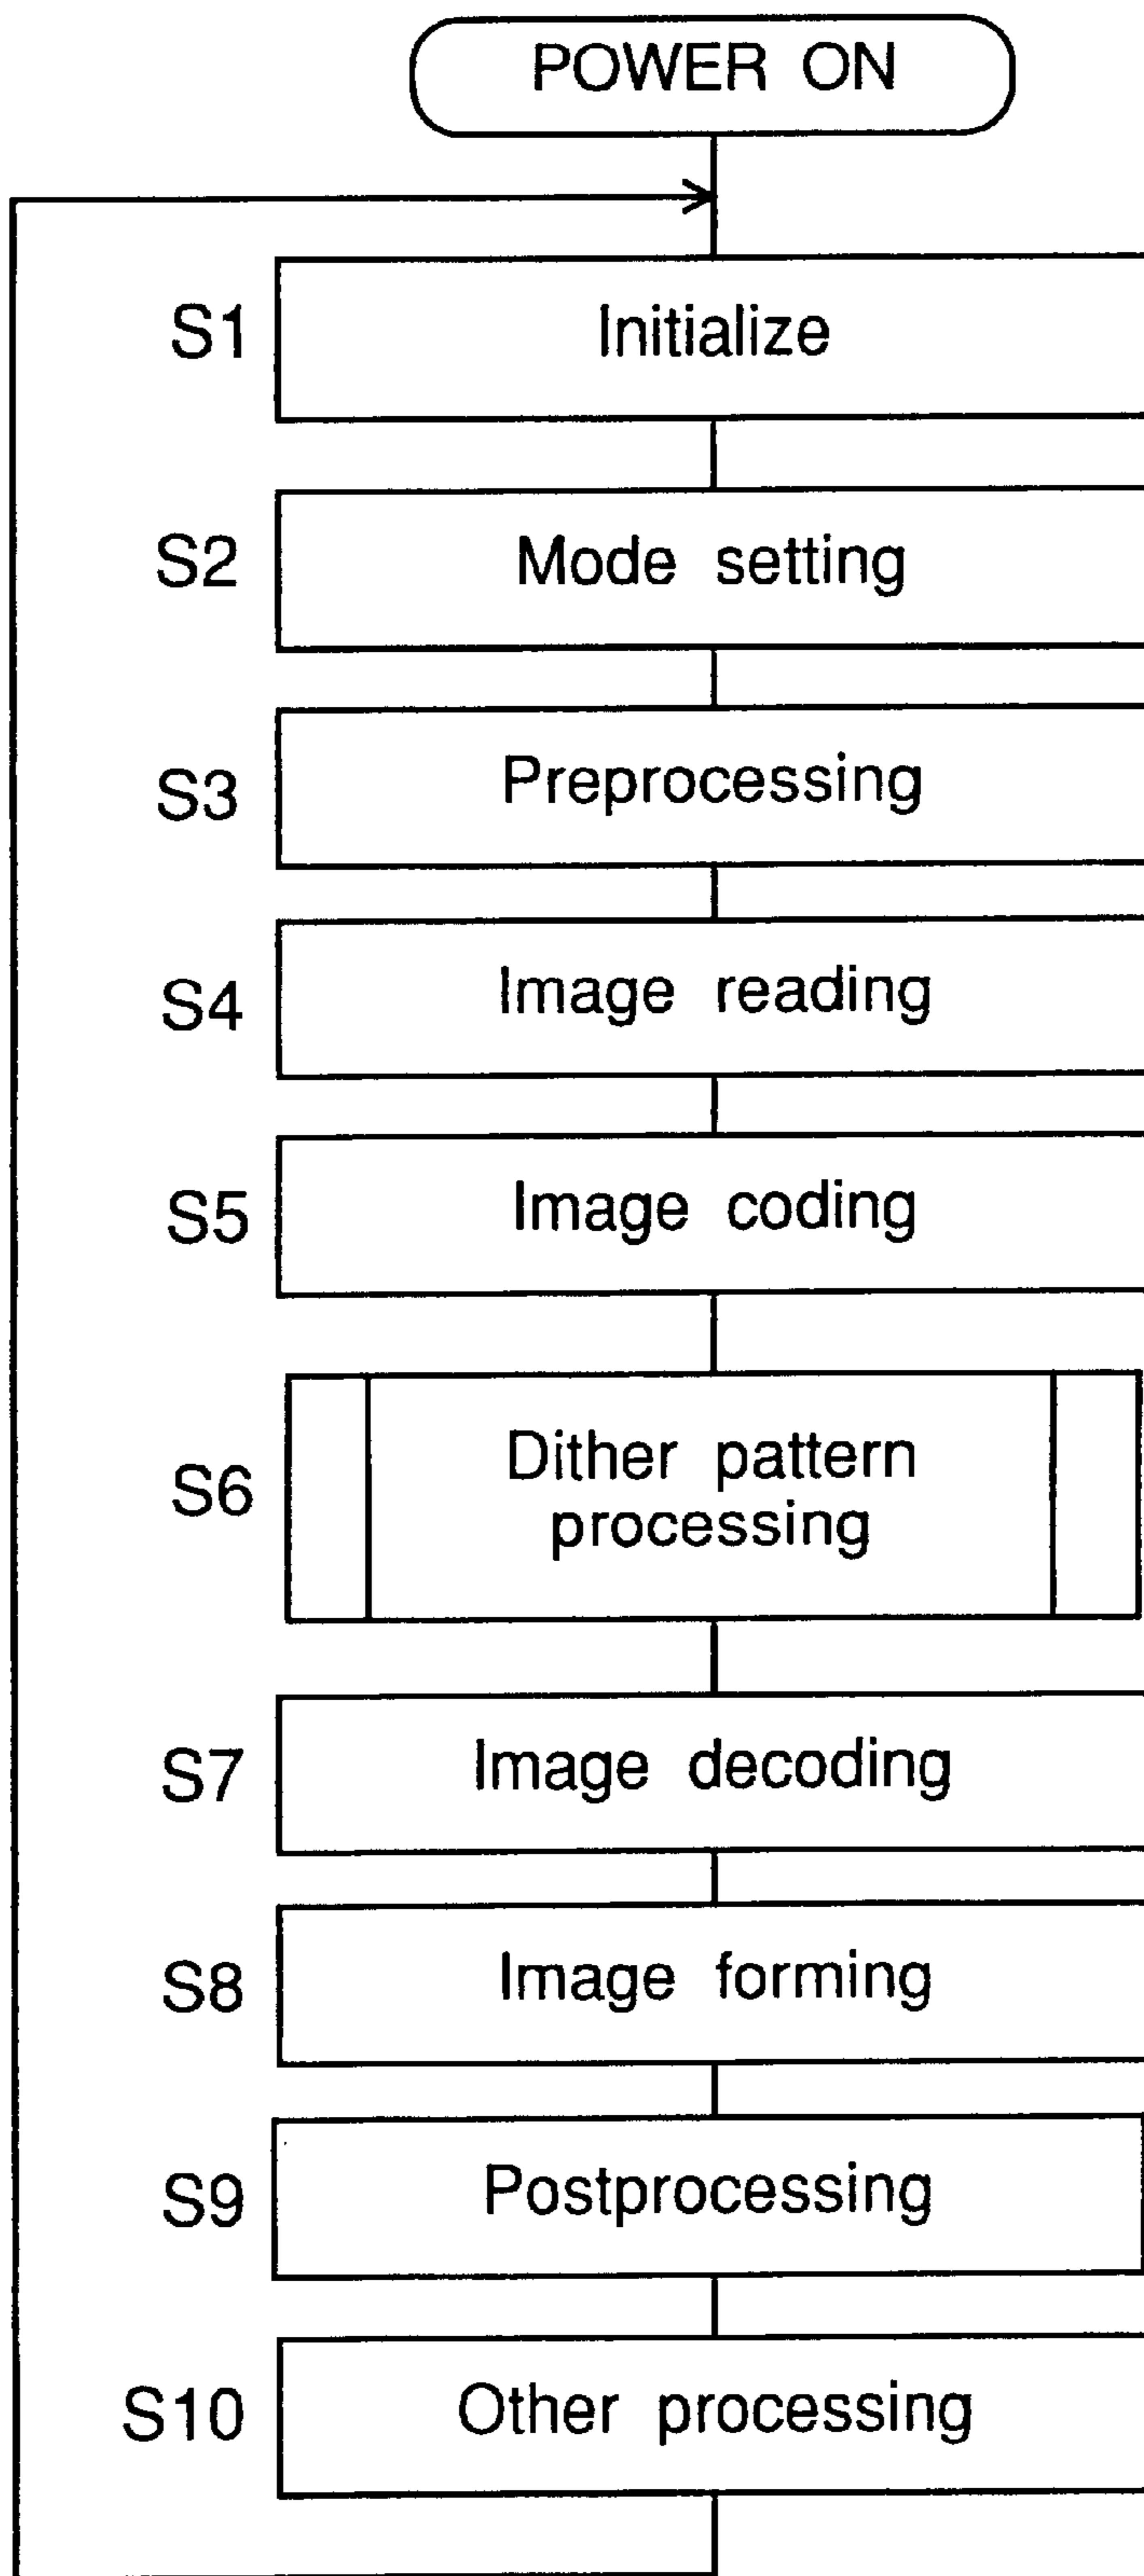 POWER ON
S1 Initialize
S2 Mode setting
S3 Preprocessing
S4 Image reading
S5 Image coding
S6 Dither pattern
processing
S7 Image decoding
S8 Image forming
S9 Postprocessing
S10 Other processing